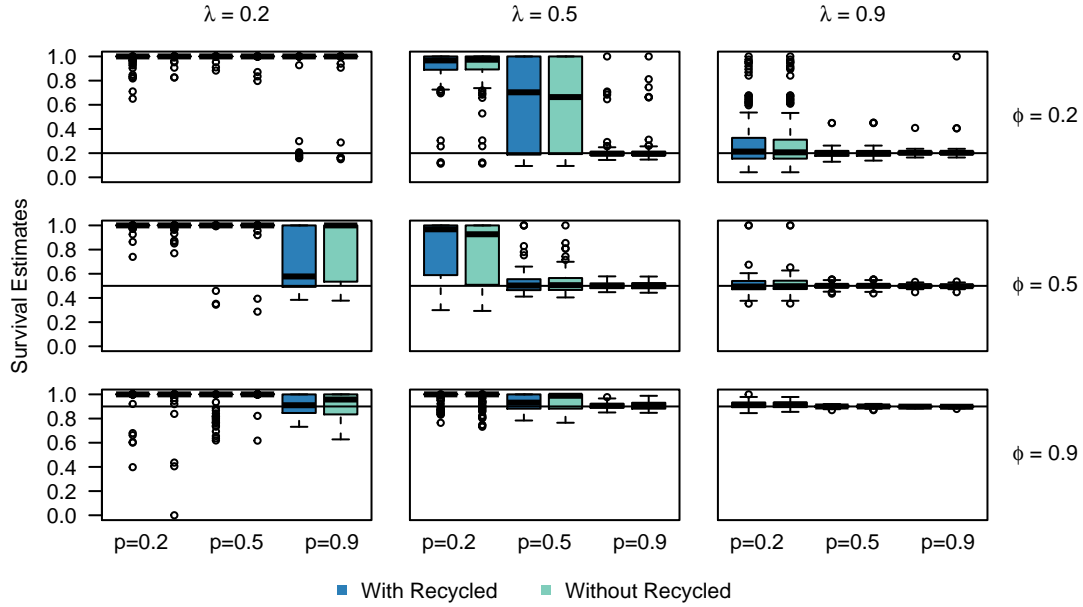 λ = 0.2 λ = 0.5 λ = 0.9
Survival Estimates
1.0
0.8
0.6
0.4
0.2
0.0
ϕ = 0.2
1.0
0.8
0.6
0.4
0.2
0.0
ϕ = 0.5
1.0
0.8
0.6
0.4
0.2
0.0
ϕ = 0.9
p=0.2 p=0.5 p=0.9 p=0.2 p=0.5 p=0.9 p=0.2 p=0.5 p=0.9
With Recycled Without Recycled